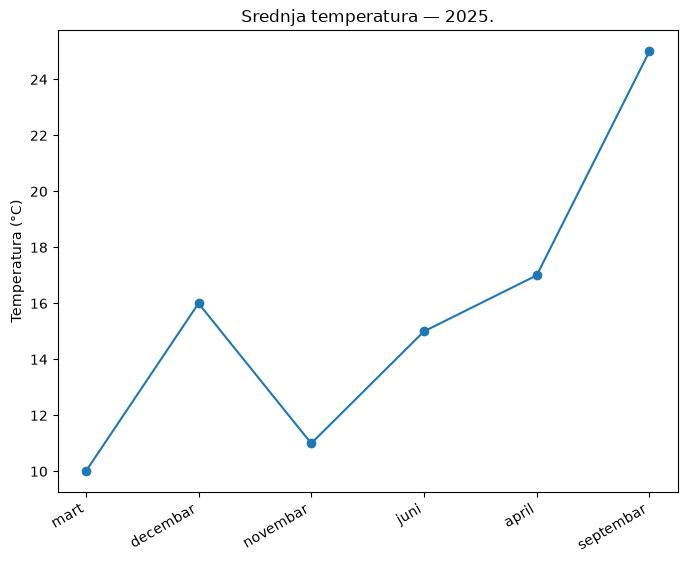 Srednja temperatura — 2025.
Temperatura (°C)
24
22
20
18
16
14
12
10
mart
decembar
novembar
juni
april
septembar